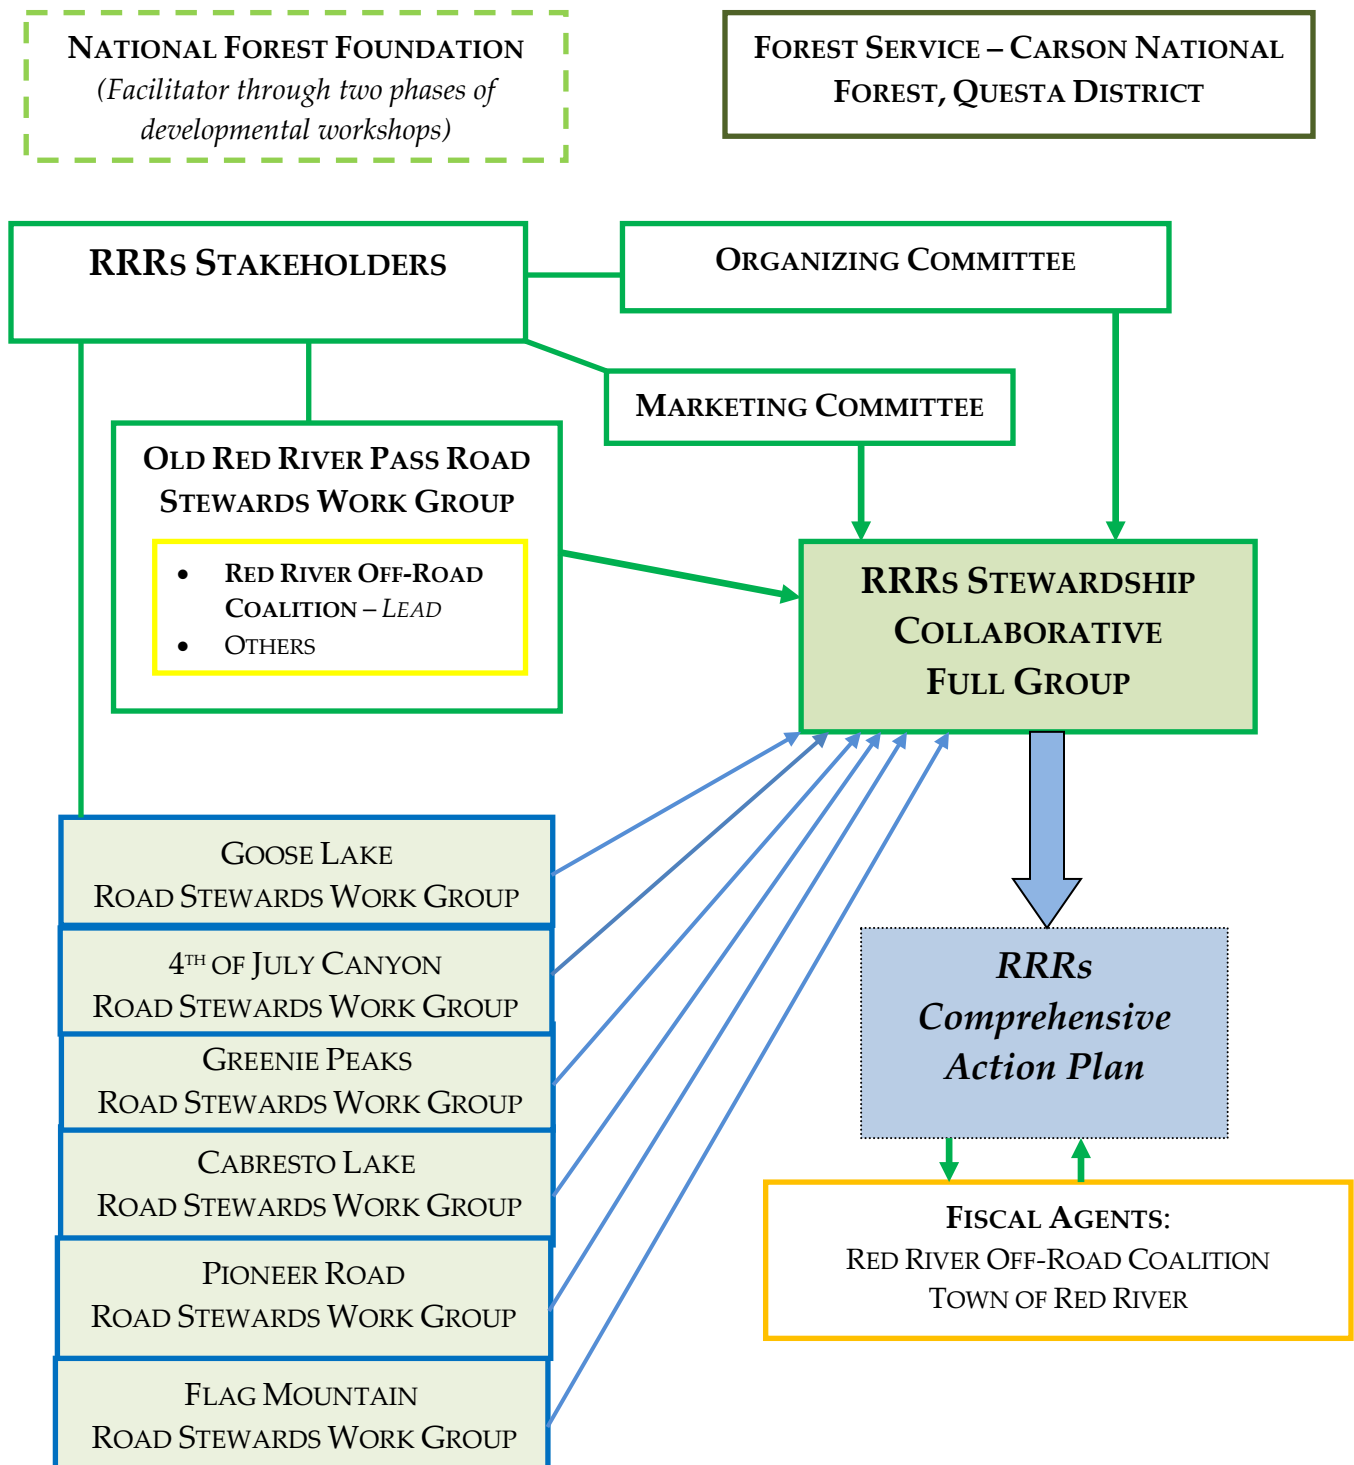 NATIONAL FOREST FOUNDATION
(Facilitator through two phases of
developmental workshops)
FOREST SERVICE – CARSON NATIONAL
FOREST, QUESTA DISTRICT
RRRS STAKEHOLDERS
ORGANIZING COMMITTEE
MARKETING COMMITTEE
OLD RED RIVER PASS ROAD
STEWARDS WORK GROUP
• RED RIVER OFF-ROAD
COALITION – LEAD
• OTHERS
RRRS STEWARDSHIP
COLLABORATIVE
FULL GROUP
GOOSE LAKE
ROAD STEWARDS WORK GROUP
4TH OF JULY CANYON
ROAD STEWARDS WORK GROUP
GREENIE PEAKS
ROAD STEWARDS WORK GROUP
CABRESTO LAKE
ROAD STEWARDS WORK GROUP
PIONEER ROAD
ROAD STEWARDS WORK GROUP
FLAG MOUNTAIN
ROAD STEWARDS WORK GROUP
RRRs
Comprehensive
Action Plan
FISCAL AGENTS:
RED RIVER OFF-ROAD COALITION
TOWN OF RED RIVER